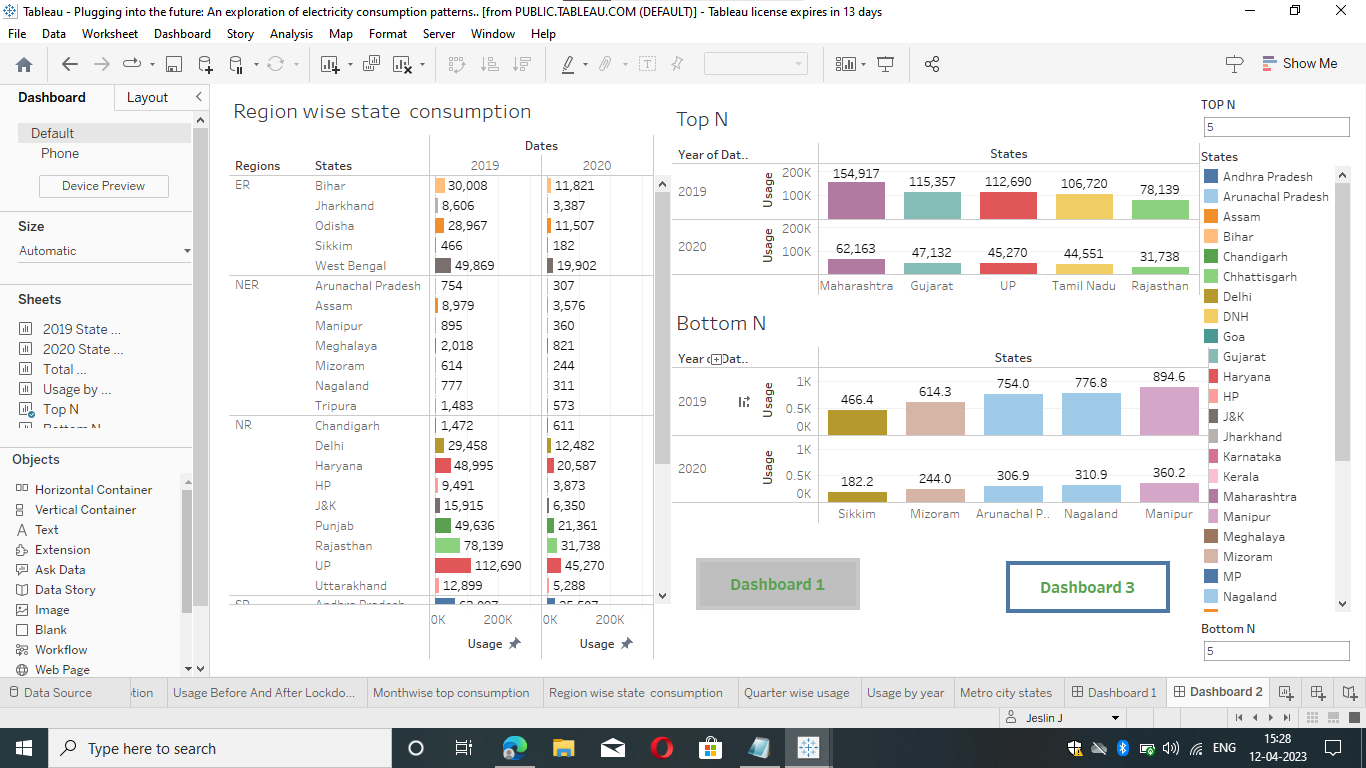 Tableau - Plugging into the future: An exploration of electricity consumption patterns.. [from PUBLIC.TABLEAU.COM (DEFAULT)] - Tableau license expires in 13 days
File Data Worksheet Dashboard Story Analysis Map Format Server Window Help
Show Me
Dashboard Layout
Default
Phone
Device Preview
Size
Automatic
Sheets
2019 State ...
2020 State ...
Total ...
Usage by ...
Top N
Bottom N
Objects
Horizontal Container
Vertical Container
Text
Extension
Ask Data
Data Story
Image
Blank
Workflow
Web Page
Region wise state consumption
Dates
Regions States 2019 2020
ER Bihar 30,008 11,821
Jharkhand 8,606 3,387
Odisha 28,967 11,507
Sikkim 466 182
West Bengal 49,869 19,902
NER Arunachal Pradesh 754 307
Assam 8,979 3,576
Manipur 895 360
Meghalaya 2,018 821
Mizoram 614 244
Nagaland 777 311
Tripura 1,483 573
NR Chandigarh 1,472 611
Delhi 29,458 12,482
Haryana 48,995 20,587
HP 9,491 3,873
J&K 15,915 6,350
Punjab 49,636 21,361
Rajasthan 78,139 31,738
UP 112,690 45,270
Uttarakhand 12,899 5,288
SR Andhra Pradesh
0K 200K 0K 200K
Usage Usage
Top N
Year of Dat.. States
2019 Usage 200K 100K
154,917 115,357 112,690 106,720 78,139
2020 Usage 200K 100K
62,163 47,132 45,270 44,551 31,738
Maharashtra Gujarat UP Tamil Nadu Rajasthan
Bottom N
Year Dat.. States
2019 Usage 1K 0.5K 0K
466.4 614.3 754.0 776.8 894.6
2020 Usage 1K 0.5K 0K
182.2 244.0 306.9 310.9 360.2
Sikkim Mizoram Arunachal P.. Nagaland Manipur
Dashboard 1 Dashboard 3
TOP N
5
States
Andhra Pradesh
Arunachal Pradesh
Assam
Bihar
Chandigarh
Chhattisgarh
Delhi
DNH
Goa
Gujarat
Haryana
HP
J&K
Jharkhand
Karnataka
Kerala
Maharashtra
Manipur
Meghalaya
Mizoram
MP
Nagaland
Bottom N
5
Data Source tion Usage Before And After Lockdo... Monthwise top consumption Region wise state consumption Quarter wise usage Usage by year Metro city states Dashboard 1 Dashboard 2
Jeslin J
Type here to search
ENG
15:28
12-04-2023